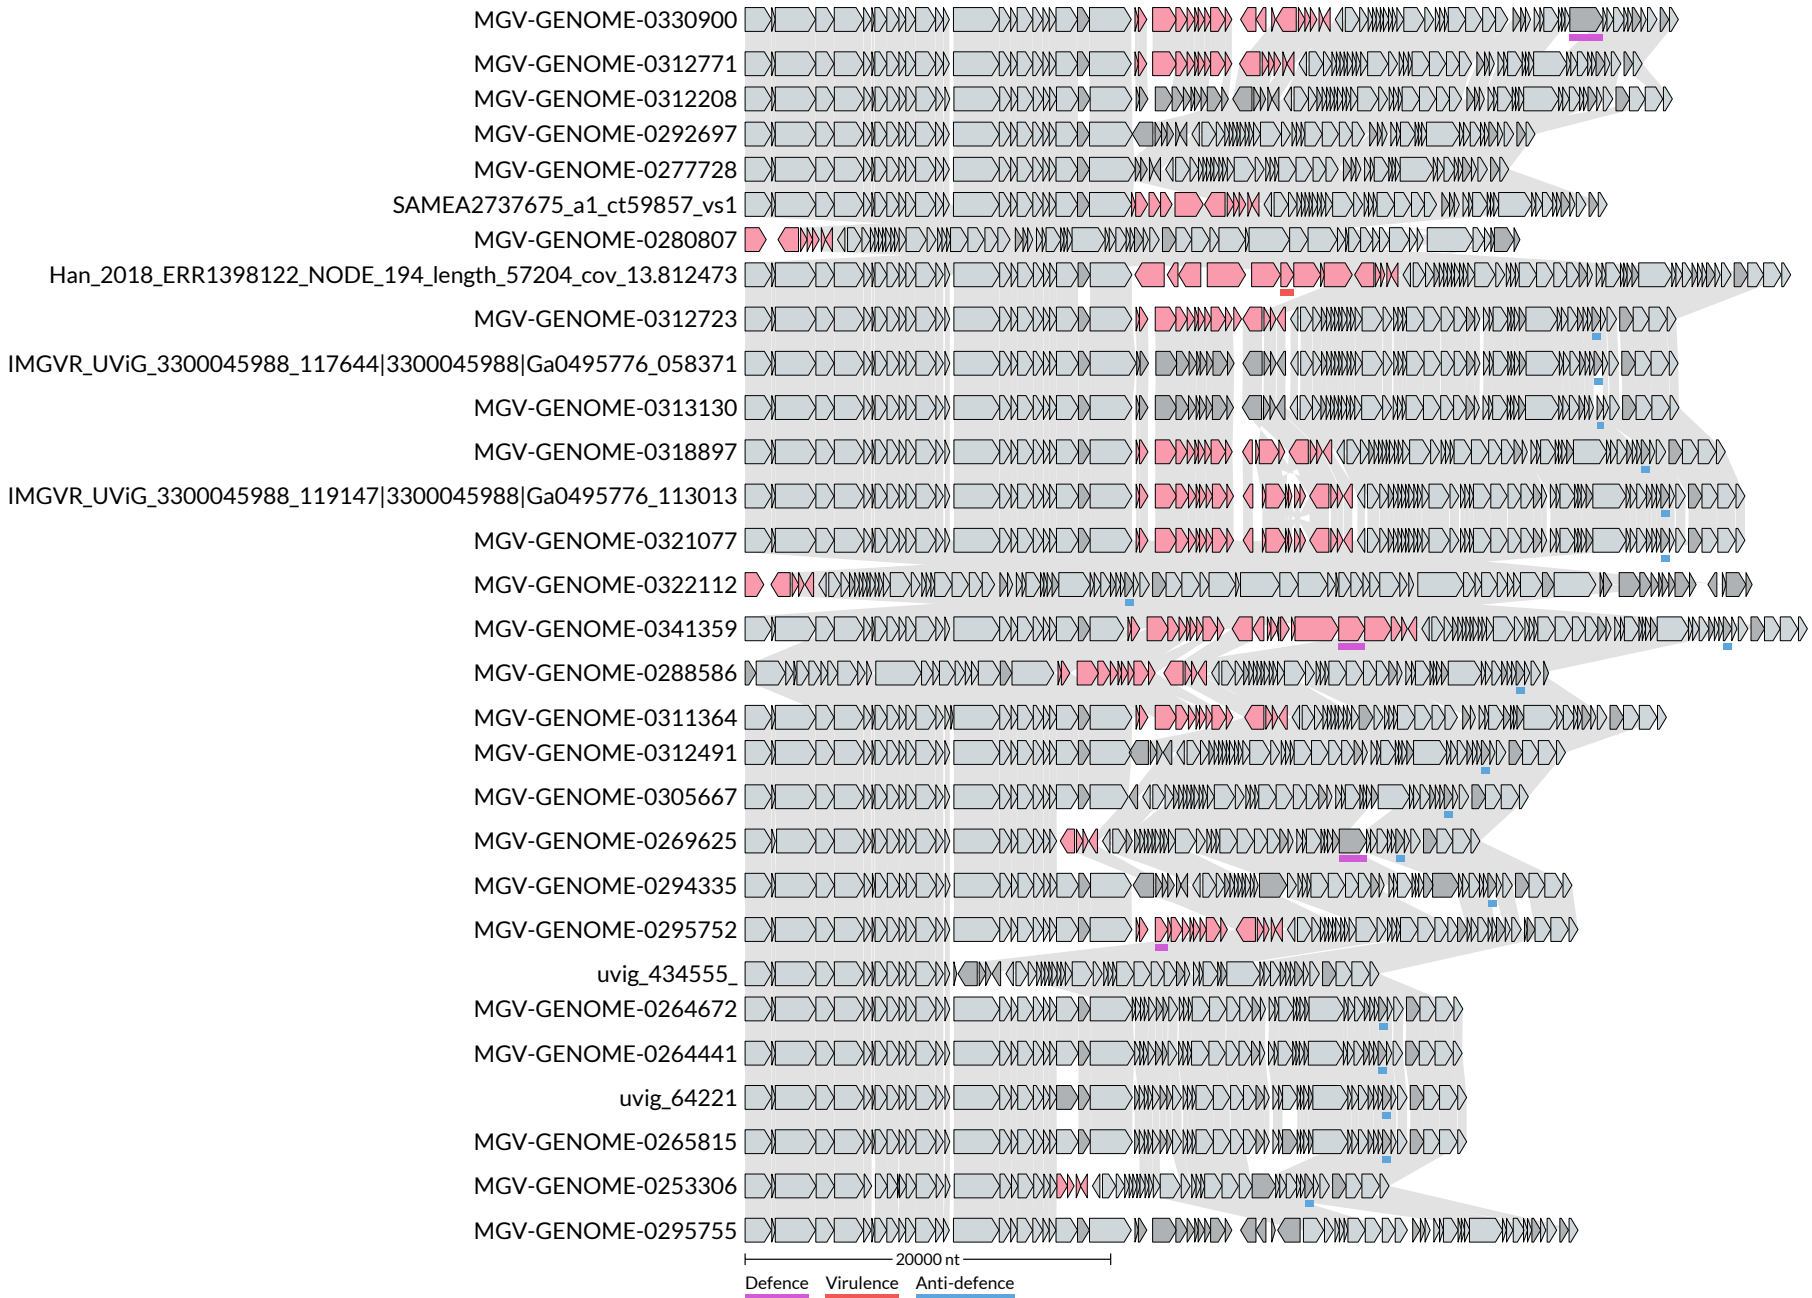 MGV-GENOME-0330900
MGV-GENOME-0312771
MGV-GENOME-0312208
MGV-GENOME-0292697
MGV-GENOME-0277728
SAMEA2737675_a1_ct59857_vs1
MGV-GENOME-0280807
Han_2018_ERR1398122_NODE_194_length_57204_cov_13.812473
MGV-GENOME-0312723
IMGVR_UViG_3300045988_117644|3300045988|Ga0495776_058371
MGV-GENOME-0313130
MGV-GENOME-0318897
IMGVR_UViG_3300045988_119147|3300045988|Ga0495776_113013
MGV-GENOME-0321077
MGV-GENOME-0322112
MGV-GENOME-0341359
MGV-GENOME-0288586
MGV-GENOME-0311364
MGV-GENOME-0312491
MGV-GENOME-0305667
MGV-GENOME-0269625
MGV-GENOME-0294335
MGV-GENOME-0295752
uvig_434555_
MGV-GENOME-0264672
MGV-GENOME-0264441
uvig_64221
MGV-GENOME-0265815
MGV-GENOME-0253306
MGV-GENOME-0295755
20000 nt
Defence Virulence Anti-defence